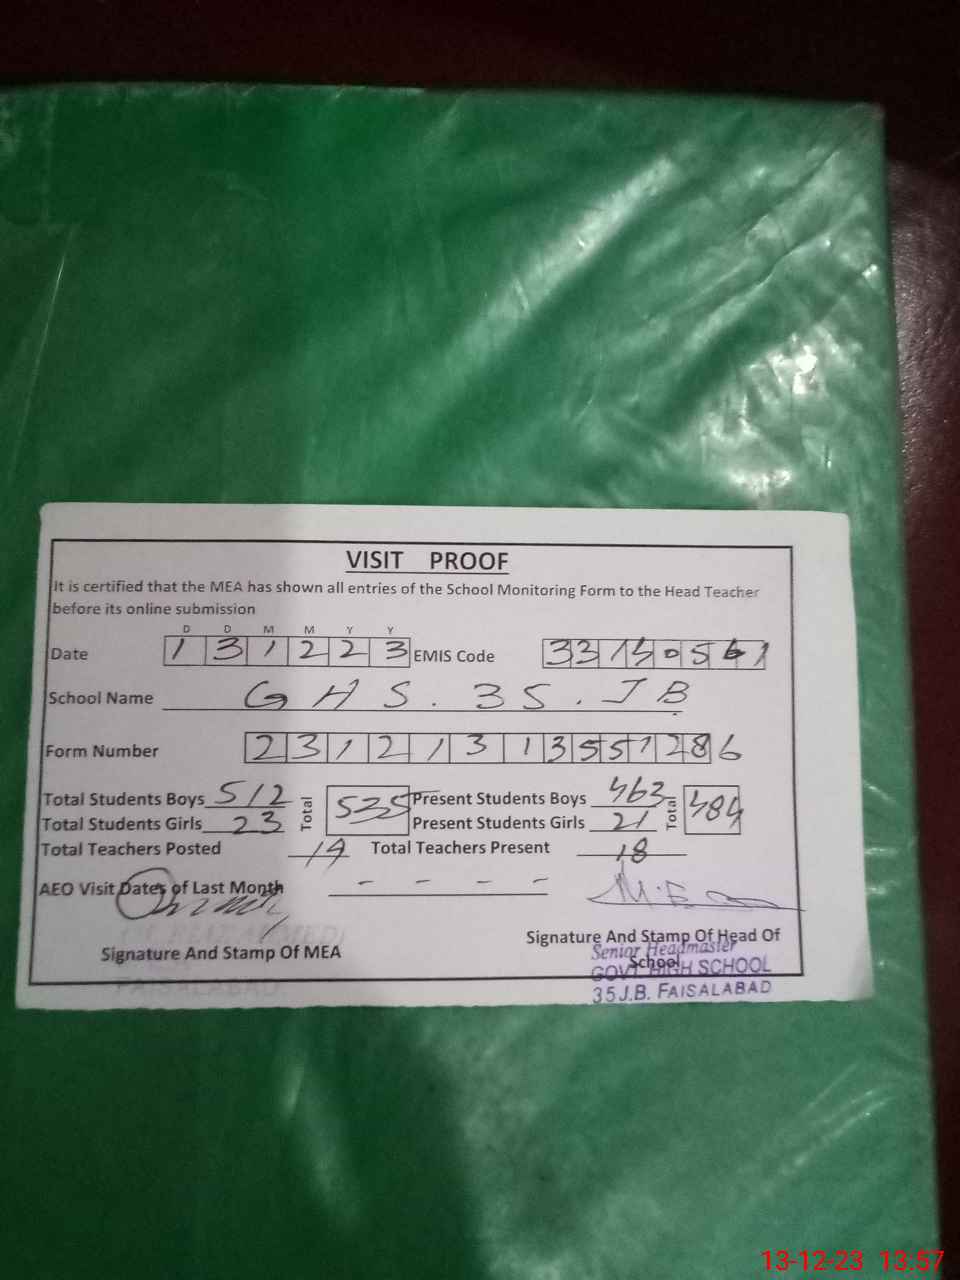 VISIT PROOF
It is certified that the MEA has shown all entries of the School Monitoring Form to the Head Teacher
before its online submission
D D M M Y Y
Date 1 3 1 2 2 3 EMIS Code
School Name G H S . 35 . J B
Form Number 2 3 1 2 1 3 1 3 5 5 1 2 8 6
Total Students Boys 512 Total 535 Present Students Boys 463 Total 484
Total Students Girls 23 Present Students Girls 21
Total Teachers Posted 19 Total Teachers Present 18
AEO Visit Dates of Last Month - - - -
Signature And Stamp Of MEA
Signature And Stamp Of Head Of
School
Senior Headmaster
GOVT. HIGH SCHOOL
35 J.B. FAISALABAD
FAISALABAD
13-12-23 13:57